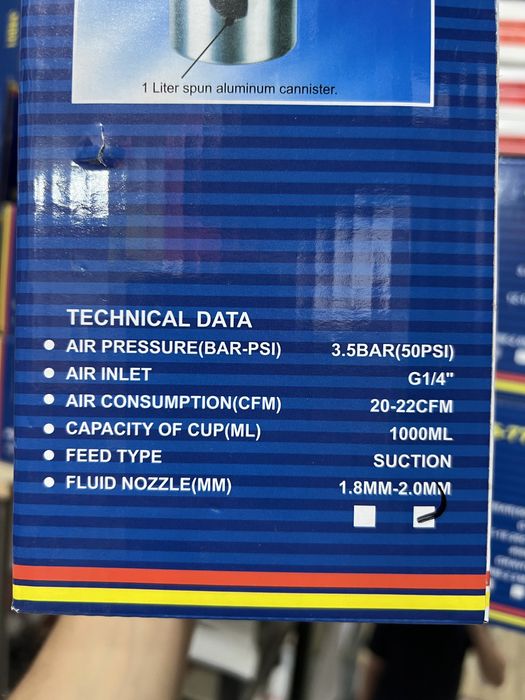 1 Liter spun aluminum cannister.
TECHNICAL DATA
AIR PRESSURE(BAR-PSI) 3.5BAR(50PSI)
AIR INLET G1/4"
AIR CONSUMPTION(CFM) 20-22CFM
CAPACITY OF CUP(ML) 1000ML
FEED TYPE SUCTION
FLUID NOZZLE(MM) 1.8MM-2.0MM